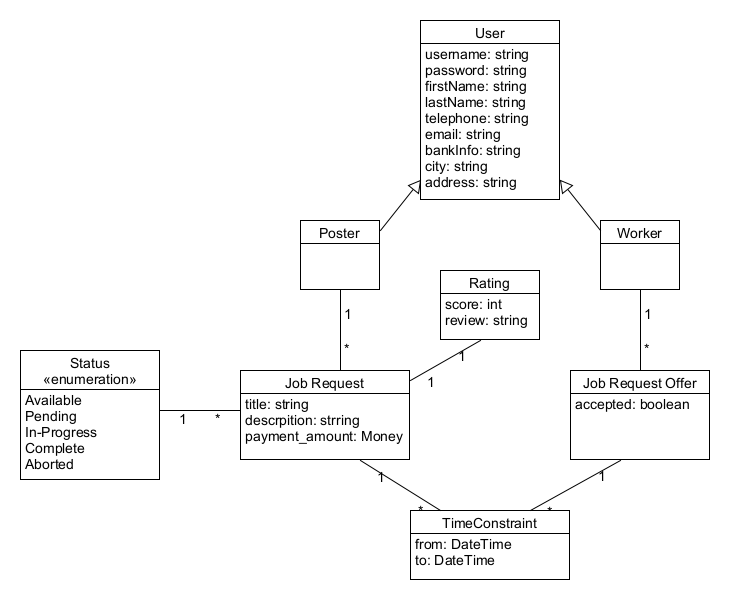 User
username: string
password: string
firstName: string
lastName: string
telephone: string
email: string
bankInfo: string
city: string
address: string
Poster
Worker
Rating
score: int
review: string
1
1
*
*
1
1
Status
«enumeration»
Available
Pending
In-Progress
Complete
Aborted
1
*
Job Request
title: string
descrpition: strring
payment_amount: Money
Job Request Offer
accepted: boolean
1
1
*
*
TimeConstraint
from: DateTime
to: DateTime